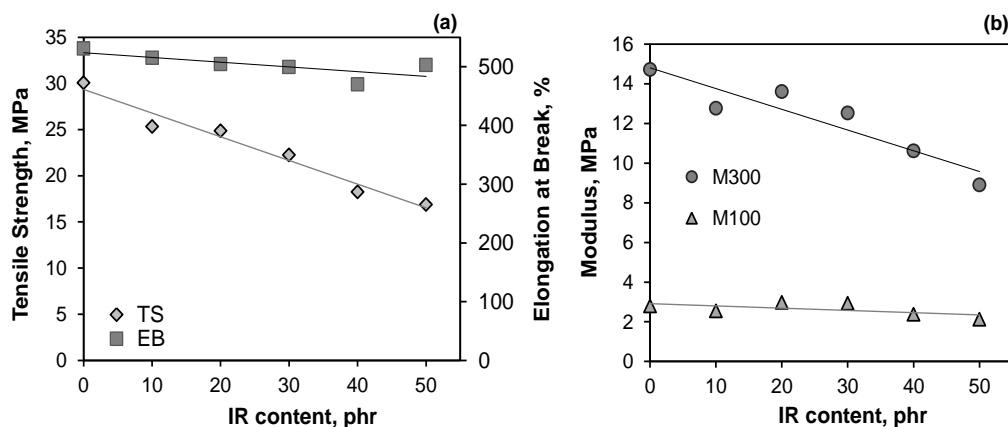 (a)
Tensile Strength, MPa
35
30
25
20
15
10
5
0
TS
EB
0 10 20 30 40 50
IR content, phr
500
400
300
200
100
0
Elongation at Break, %
(b)
Modulus, MPa
16
14
12
10
8
6
4
2
0
M300
M100
0 10 20 30 40 50
IR content, phr